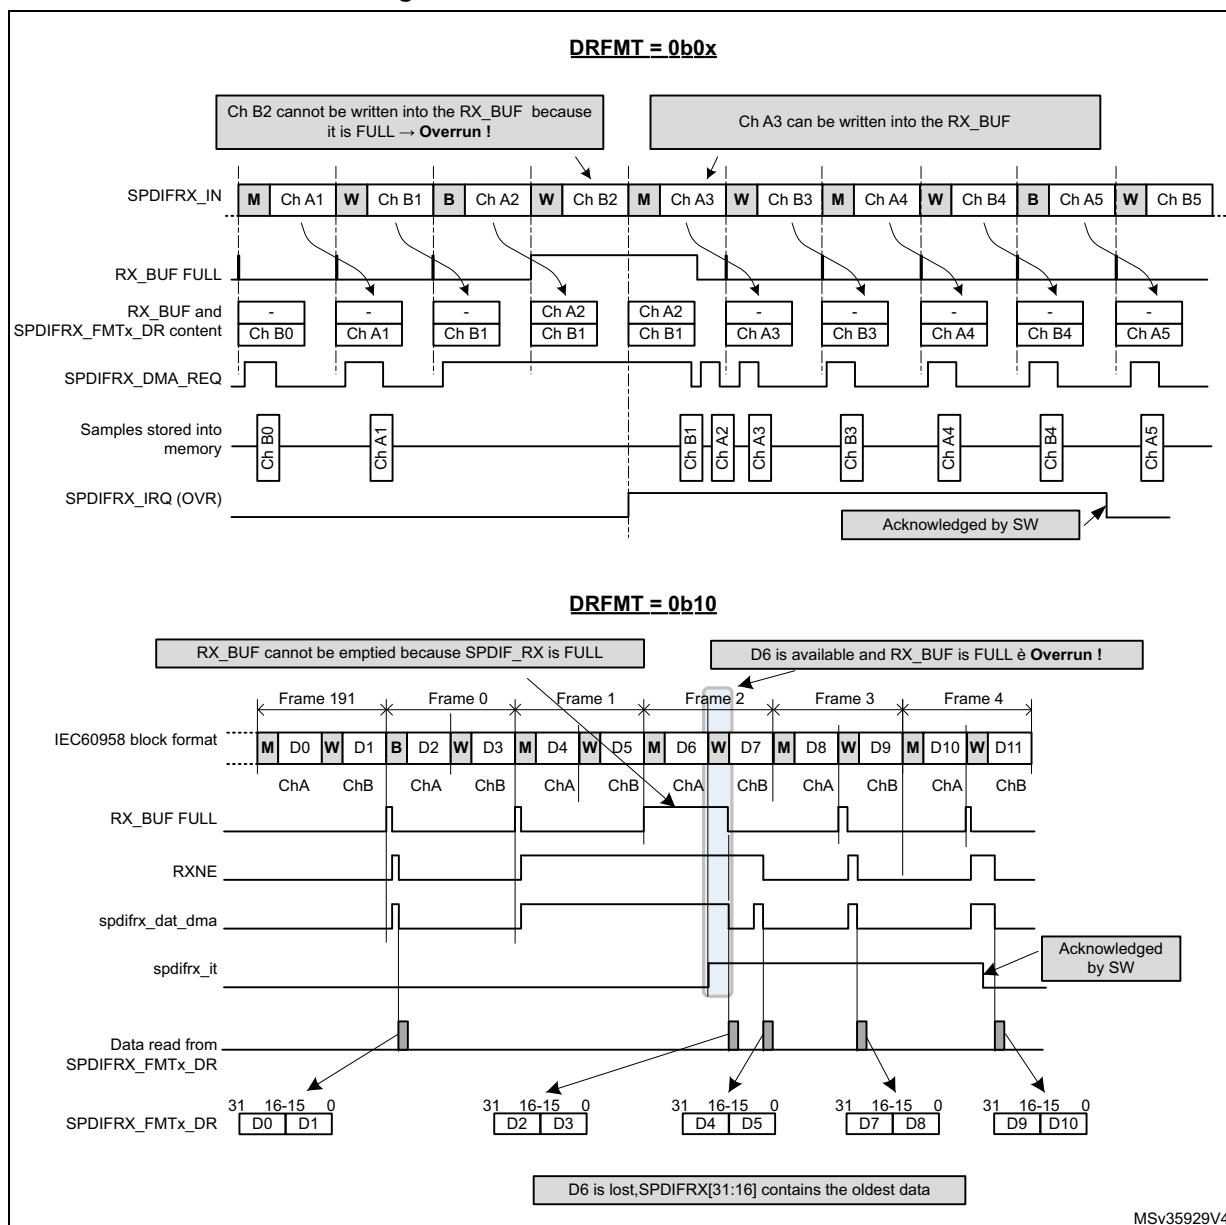 DRFMT = 0b0x
Ch B2 cannot be written into the RX_BUF because
it is FULL → Overrun !
Ch A3 can be written into the RX_BUF
SPDIFRX_IN
M Ch A1 W Ch B1 B Ch A2 W Ch B2 M Ch A3 W Ch B3 M Ch A4 W Ch B4 B Ch A5 W Ch B5
RX_BUF FULL
RX_BUF and
SPDIFRX_FMTx_DR content
- - - Ch A2 Ch A2 - - - - -
Ch B0 Ch A1 Ch B1 Ch B1 Ch B1 Ch A3 Ch B3 Ch A4 Ch B4 Ch A5
SPDIFRX_DMA_REQ
Samples stored into
memory
Ch B0 Ch A1 Ch B1 Ch A2 Ch A3 Ch B3 Ch A4 Ch B4 Ch A5
SPDIFRX_IRQ (OVR)
Acknowledged by SW
DRFMT = 0b10
RX_BUF cannot be emptied because SPDIF_RX is FULL
D6 is available and RX_BUF is FULL è Overrun !
Frame 191 Frame 0 Frame 1 Frame 2 Frame 3 Frame 4
IEC60958 block format
M D0 W D1 B D2 W D3 M D4 W D5 M D6 W D7 M D8 W D9 M D10 W D11
ChA ChB ChA ChB ChA ChB ChA ChB ChA ChB ChA ChB
RX_BUF FULL
RXNE
spdifrx_dat_dma
spdifrx_it
Acknowledged
by SW
Data read from
SPDIFRX_FMTx_DR
31 16-15 0 31 16-15 0 31 16-15 0 31 16-15 0 31 16-15 0
SPDIFRX_FMTx_DR
D0 D1 D2 D3 D4 D5 D7 D8 D9 D10
D6 is lost,SPDIFRX[31:16] contains the oldest data
MSv35929V4